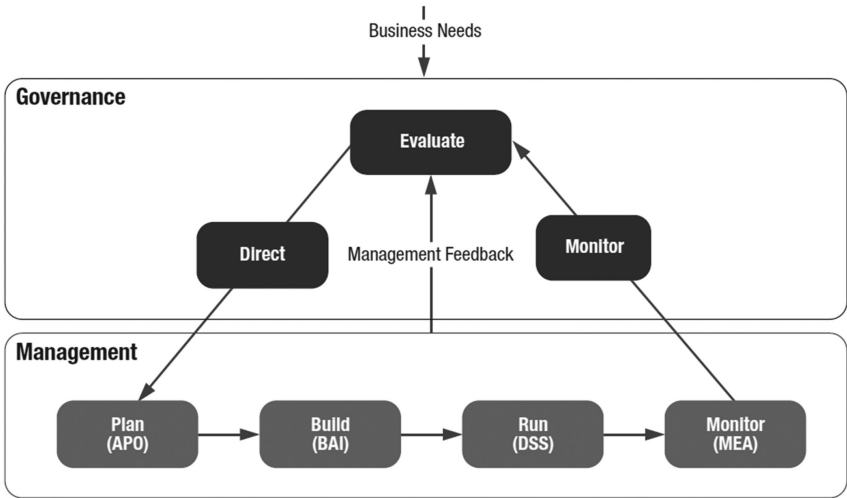 Business Needs
Governance
Evaluate
Direct
Management Feedback
Monitor
Management
Plan
(APO)
Build
(BAI)
Run
(DSS)
Monitor
(MEA)